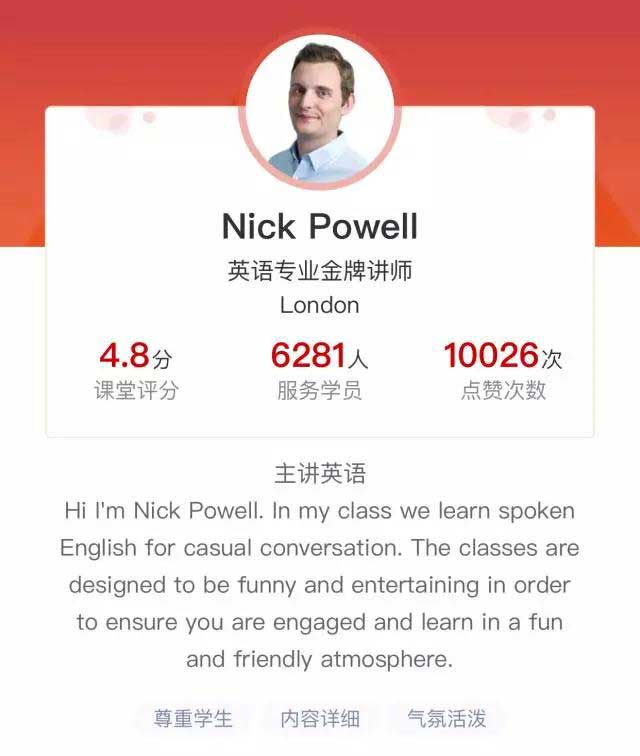 Nick Powell
英语专业金牌讲师
London
4.8分 6281人 10026次
课堂评分 服务学员 点赞次数
主讲英语
Hi I'm Nick Powell. In my class we learn spoken
English for casual conversation. The classes are
designed to be funny and entertaining in order
to ensure you are engaged and learn in a fun
and friendly atmosphere.
尊重学生 内容详细 气氛活泼